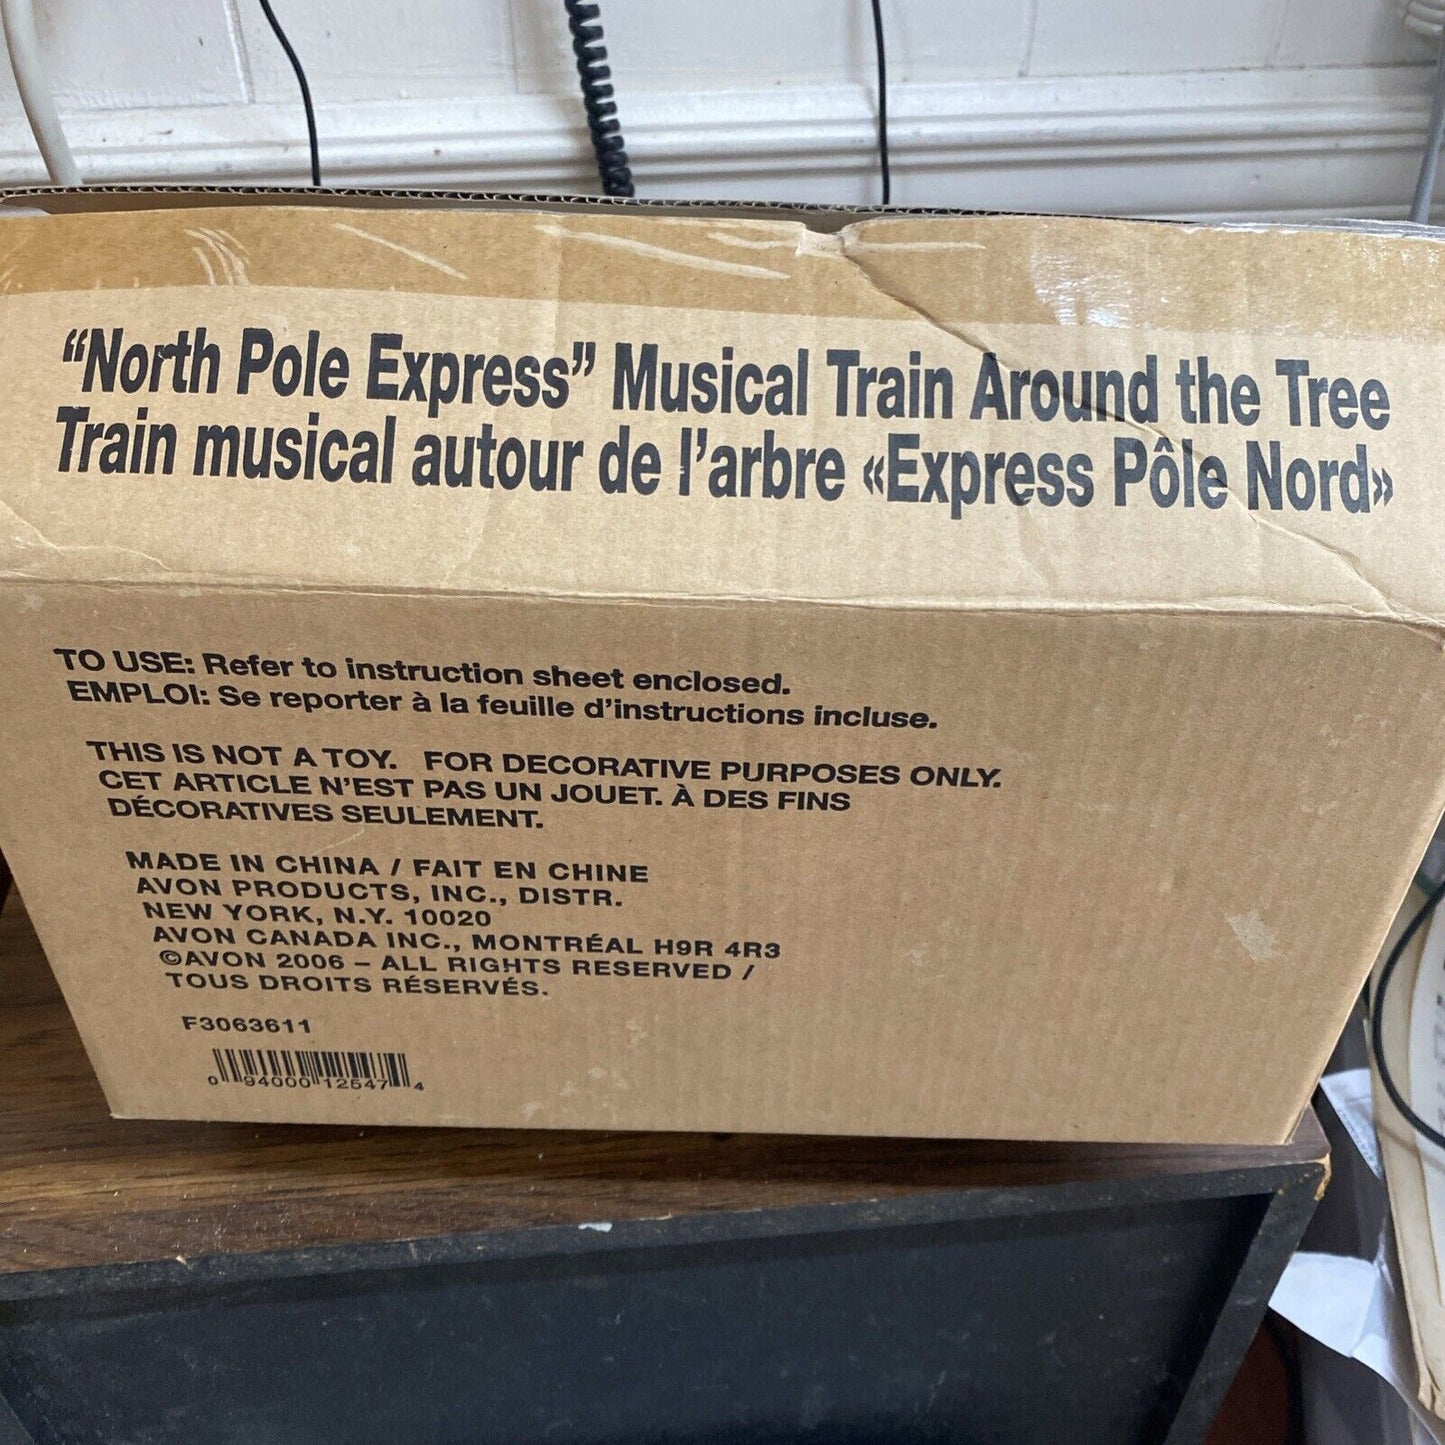 “North Pole Express” Musical Train Around the Tree
Train musical autour de l’arbre «Express Pôle Nord»
TO USE: Refer to instruction sheet enclosed.
EMPLOI: Se reporter à la feuille d’instructions incluse.
THIS IS NOT A TOY. FOR DECORATIVE PURPOSES ONLY.
CET ARTICLE N’EST PAS UN JOUET. À DES FINS
DÉCORATIVES SEULEMENT.
MADE IN CHINA / FAIT EN CHINE
AVON PRODUCTS, INC., DISTR.
NEW YORK, N.Y. 10020
AVON CANADA INC., MONTRÉAL H9R 4R3
©AVON 2006 – ALL RIGHTS RESERVED /
TOUS DROITS RÉSERVÉS.
F3063611
0 94000 12547 4